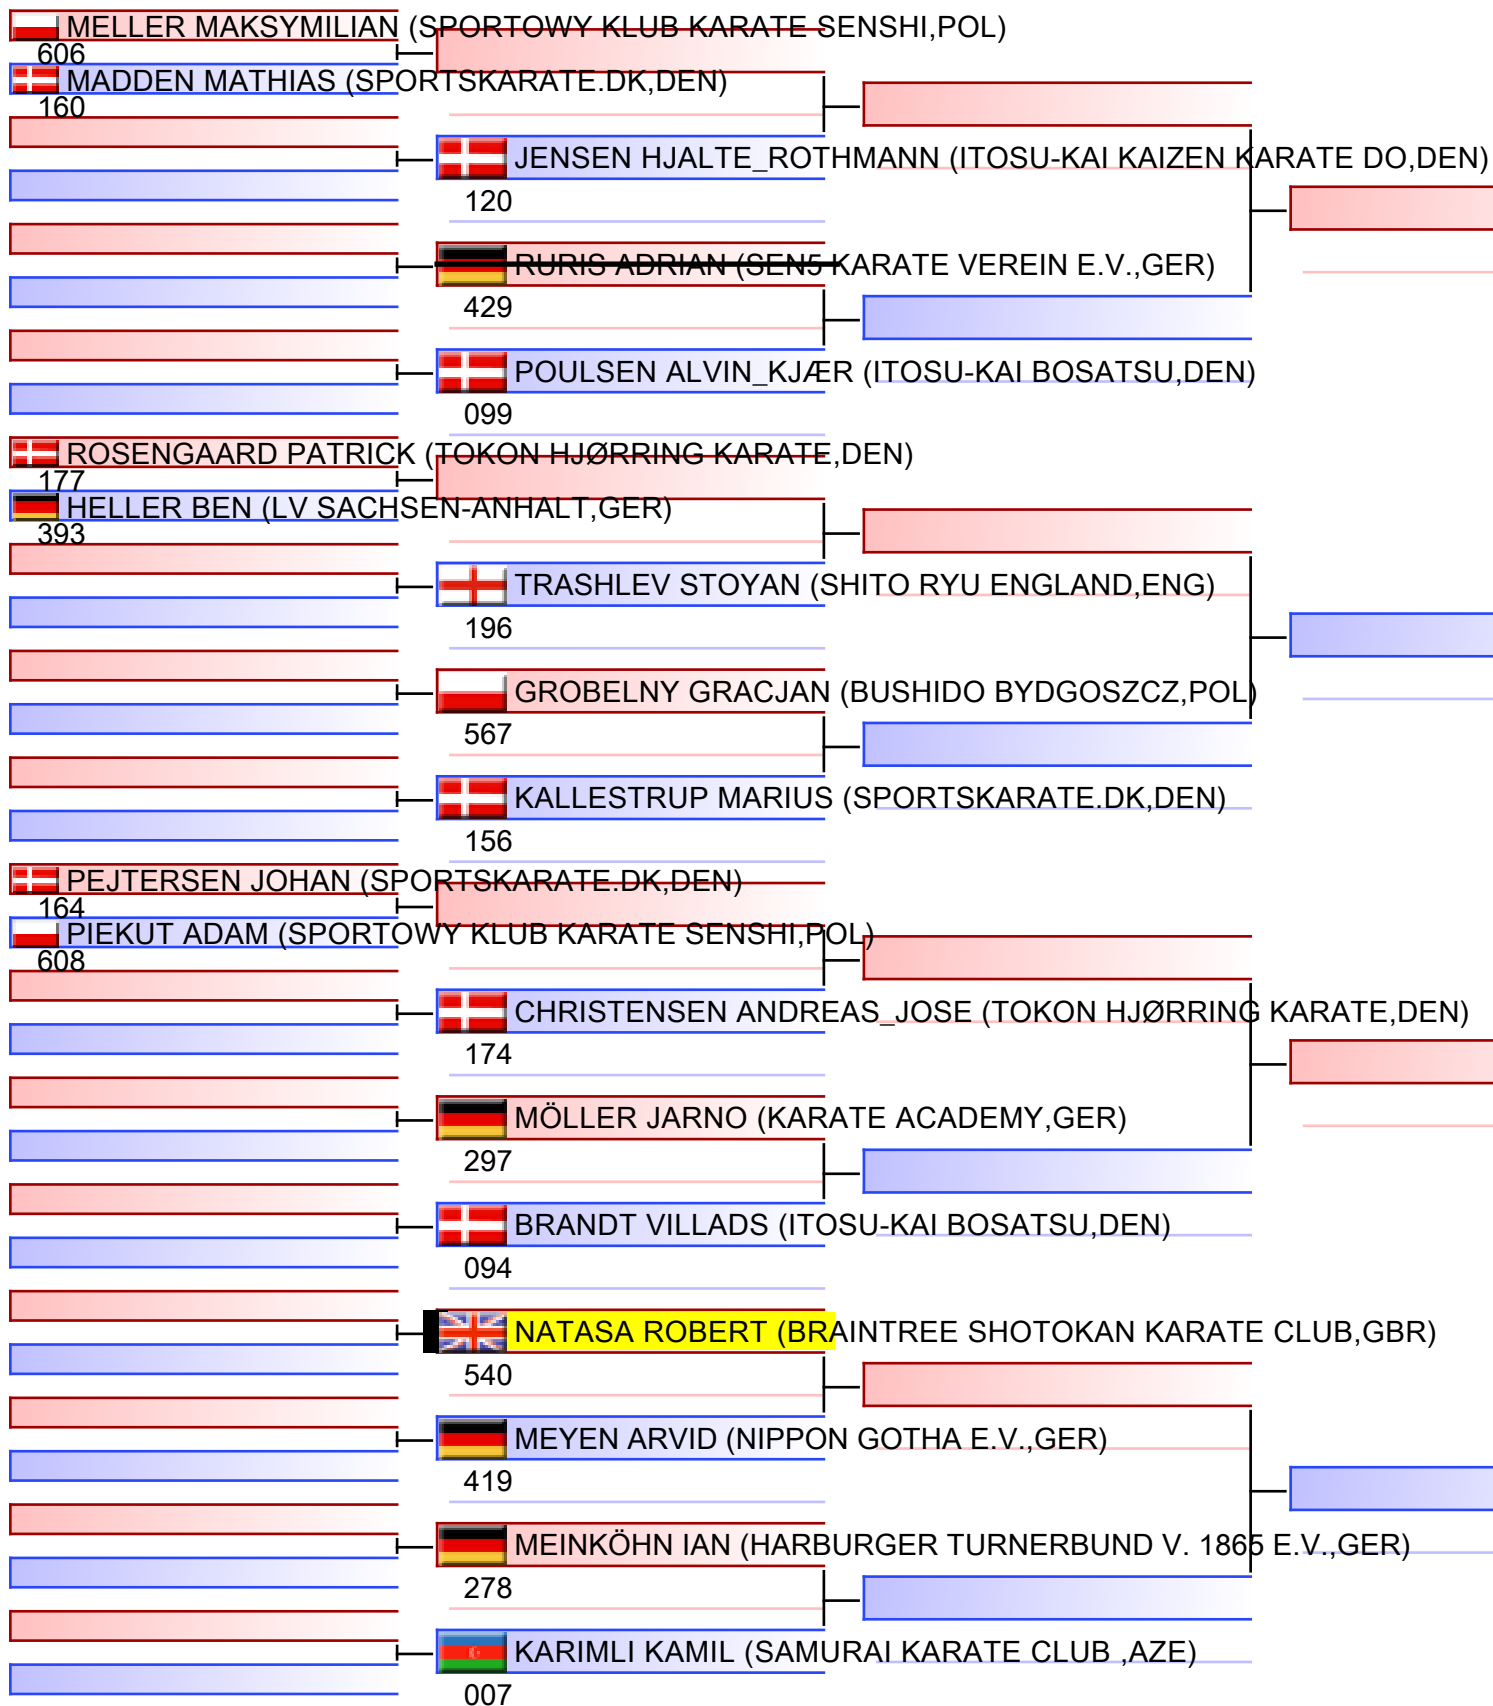 MELLER MAKSYMILIAN (SPORTOWY KLUB KARATE SENSHI,POL)
606
MADDEN MATHIAS (SPORTSKARATE.DK,DEN)
160
JENSEN HJALTE_ROTHMANN (ITOSU-KAI KAIZEN KARATE DO,DEN)
120
RURIS ADRIAN (SEN5 KARATE VEREIN E.V.,GER)
429
POULSEN ALVIN_KJÆR (ITOSU-KAI BOSATSU,DEN)
099
ROSENGAARD PATRICK (TOKON HJØRRING KARATE,DEN)
177
HELLER BEN (LV SACHSEN-ANHALT,GER)
393
TRASHLEV STOYAN (SHITO RYU ENGLAND,ENG)
196
GROBELNY GRACJAN (BUSHIDO BYDGOSZCZ,POL)
567
KALLESTRUP MARIUS (SPORTSKARATE.DK,DEN)
156
PEJTERSEN JOHAN (SPORTSKARATE.DK,DEN)
164
PIEKUT ADAM (SPORTOWY KLUB KARATE SENSHI,POL)
608
CHRISTENSEN ANDREAS_JOSE (TOKON HJØRRING KARATE,DEN)
174
MÖLLER JARNO (KARATE ACADEMY,GER)
297
BRANDT VILLADS (ITOSU-KAI BOSATSU,DEN)
094
NATASA ROBERT (BRAINTREE SHOTOKAN KARATE CLUB,GBR)
540
MEYEN ARVID (NIPPON GOTHA E.V.,GER)
419
MEINKÖHN IAN (HARBURGER TURNERBUND V. 1865 E.V.,GER)
278
KARIMLI KAMIL (SAMURAI KARATE CLUB ,AZE)
007